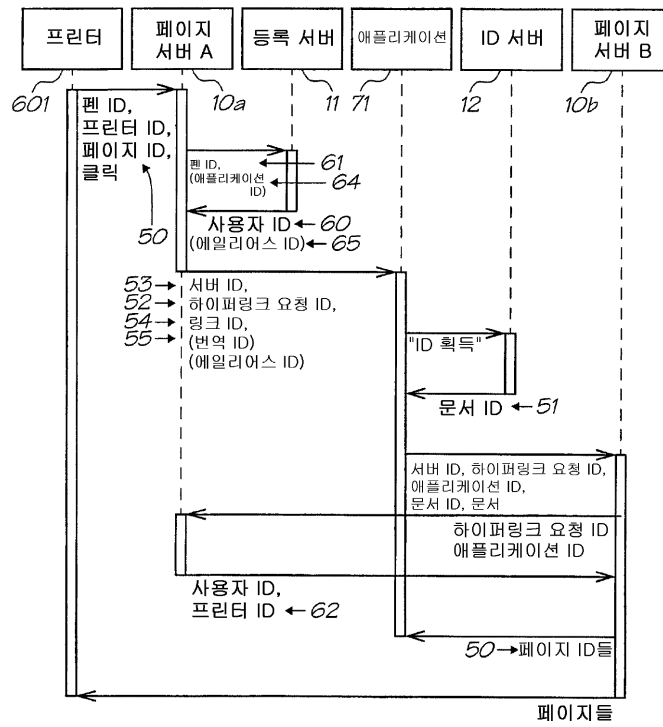 프린터
페이지
서버 A
등록 서버
애플리케이션
ID 서버
페이지
서버 B
601
10a
11
71
12
10b
펜 ID,
프린터 ID,
페이지 ID,
클릭
50
펜 ID,
(애플리케이션
ID)
61
64
사용자 ID 60
(에일리어스 ID) 65
53 서버 ID,
52 하이퍼링크 요청 ID,
54 링크 ID,
55 (번역 ID)
(에일리어스 ID)
"ID 획득"
문서 ID 51
서버 ID, 하이퍼링크 요청 ID,
애플리케이션 ID,
문서 ID, 문서
하이퍼링크 요청 ID
애플리케이션 ID
사용자 ID,
프린터 ID 62
50 페이지 ID들
페이지들